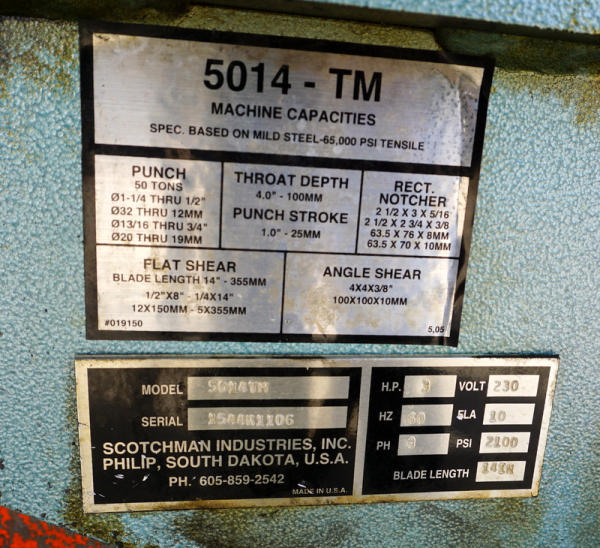 5014 - TM
MACHINE CAPACITIES
SPEC. BASED ON MILD STEEL-65,000 PSI TENSILE
PUNCH
50 TONS
Ø1-1/4 THRU 1/2"
Ø32 THRU 12MM
Ø13/16 THRU 3/4"
Ø20 THRU 19MM
THROAT DEPTH
4.0" - 100MM
PUNCH STROKE
1.0" - 25MM
RECT.
NOTCHER
2 1/2 X 3 X 5/16
2 1/2 X 2 3/4 X 3/8
63.5 X 76 X 8MM
63.5 X 70 X 10MM
FLAT SHEAR
BLADE LENGTH 14" - 355MM
1/2"X8" - 1/4X14"
12X150MM - 5X355MM
#019150
ANGLE SHEAR
4X4X3/8"
100X100X10MM
5,05
MODEL 5014TM
SERIAL
SCOTCHMAN INDUSTRIES, INC.
PHILIP, SOUTH DAKOTA, U.S.A.
PH. 605-859-2542
MADE IN U.S.A.
H.P. 3 VOLT 230
HZ 60 FLA 10
PH 3 PSI 2100
BLADE LENGTH 14IN